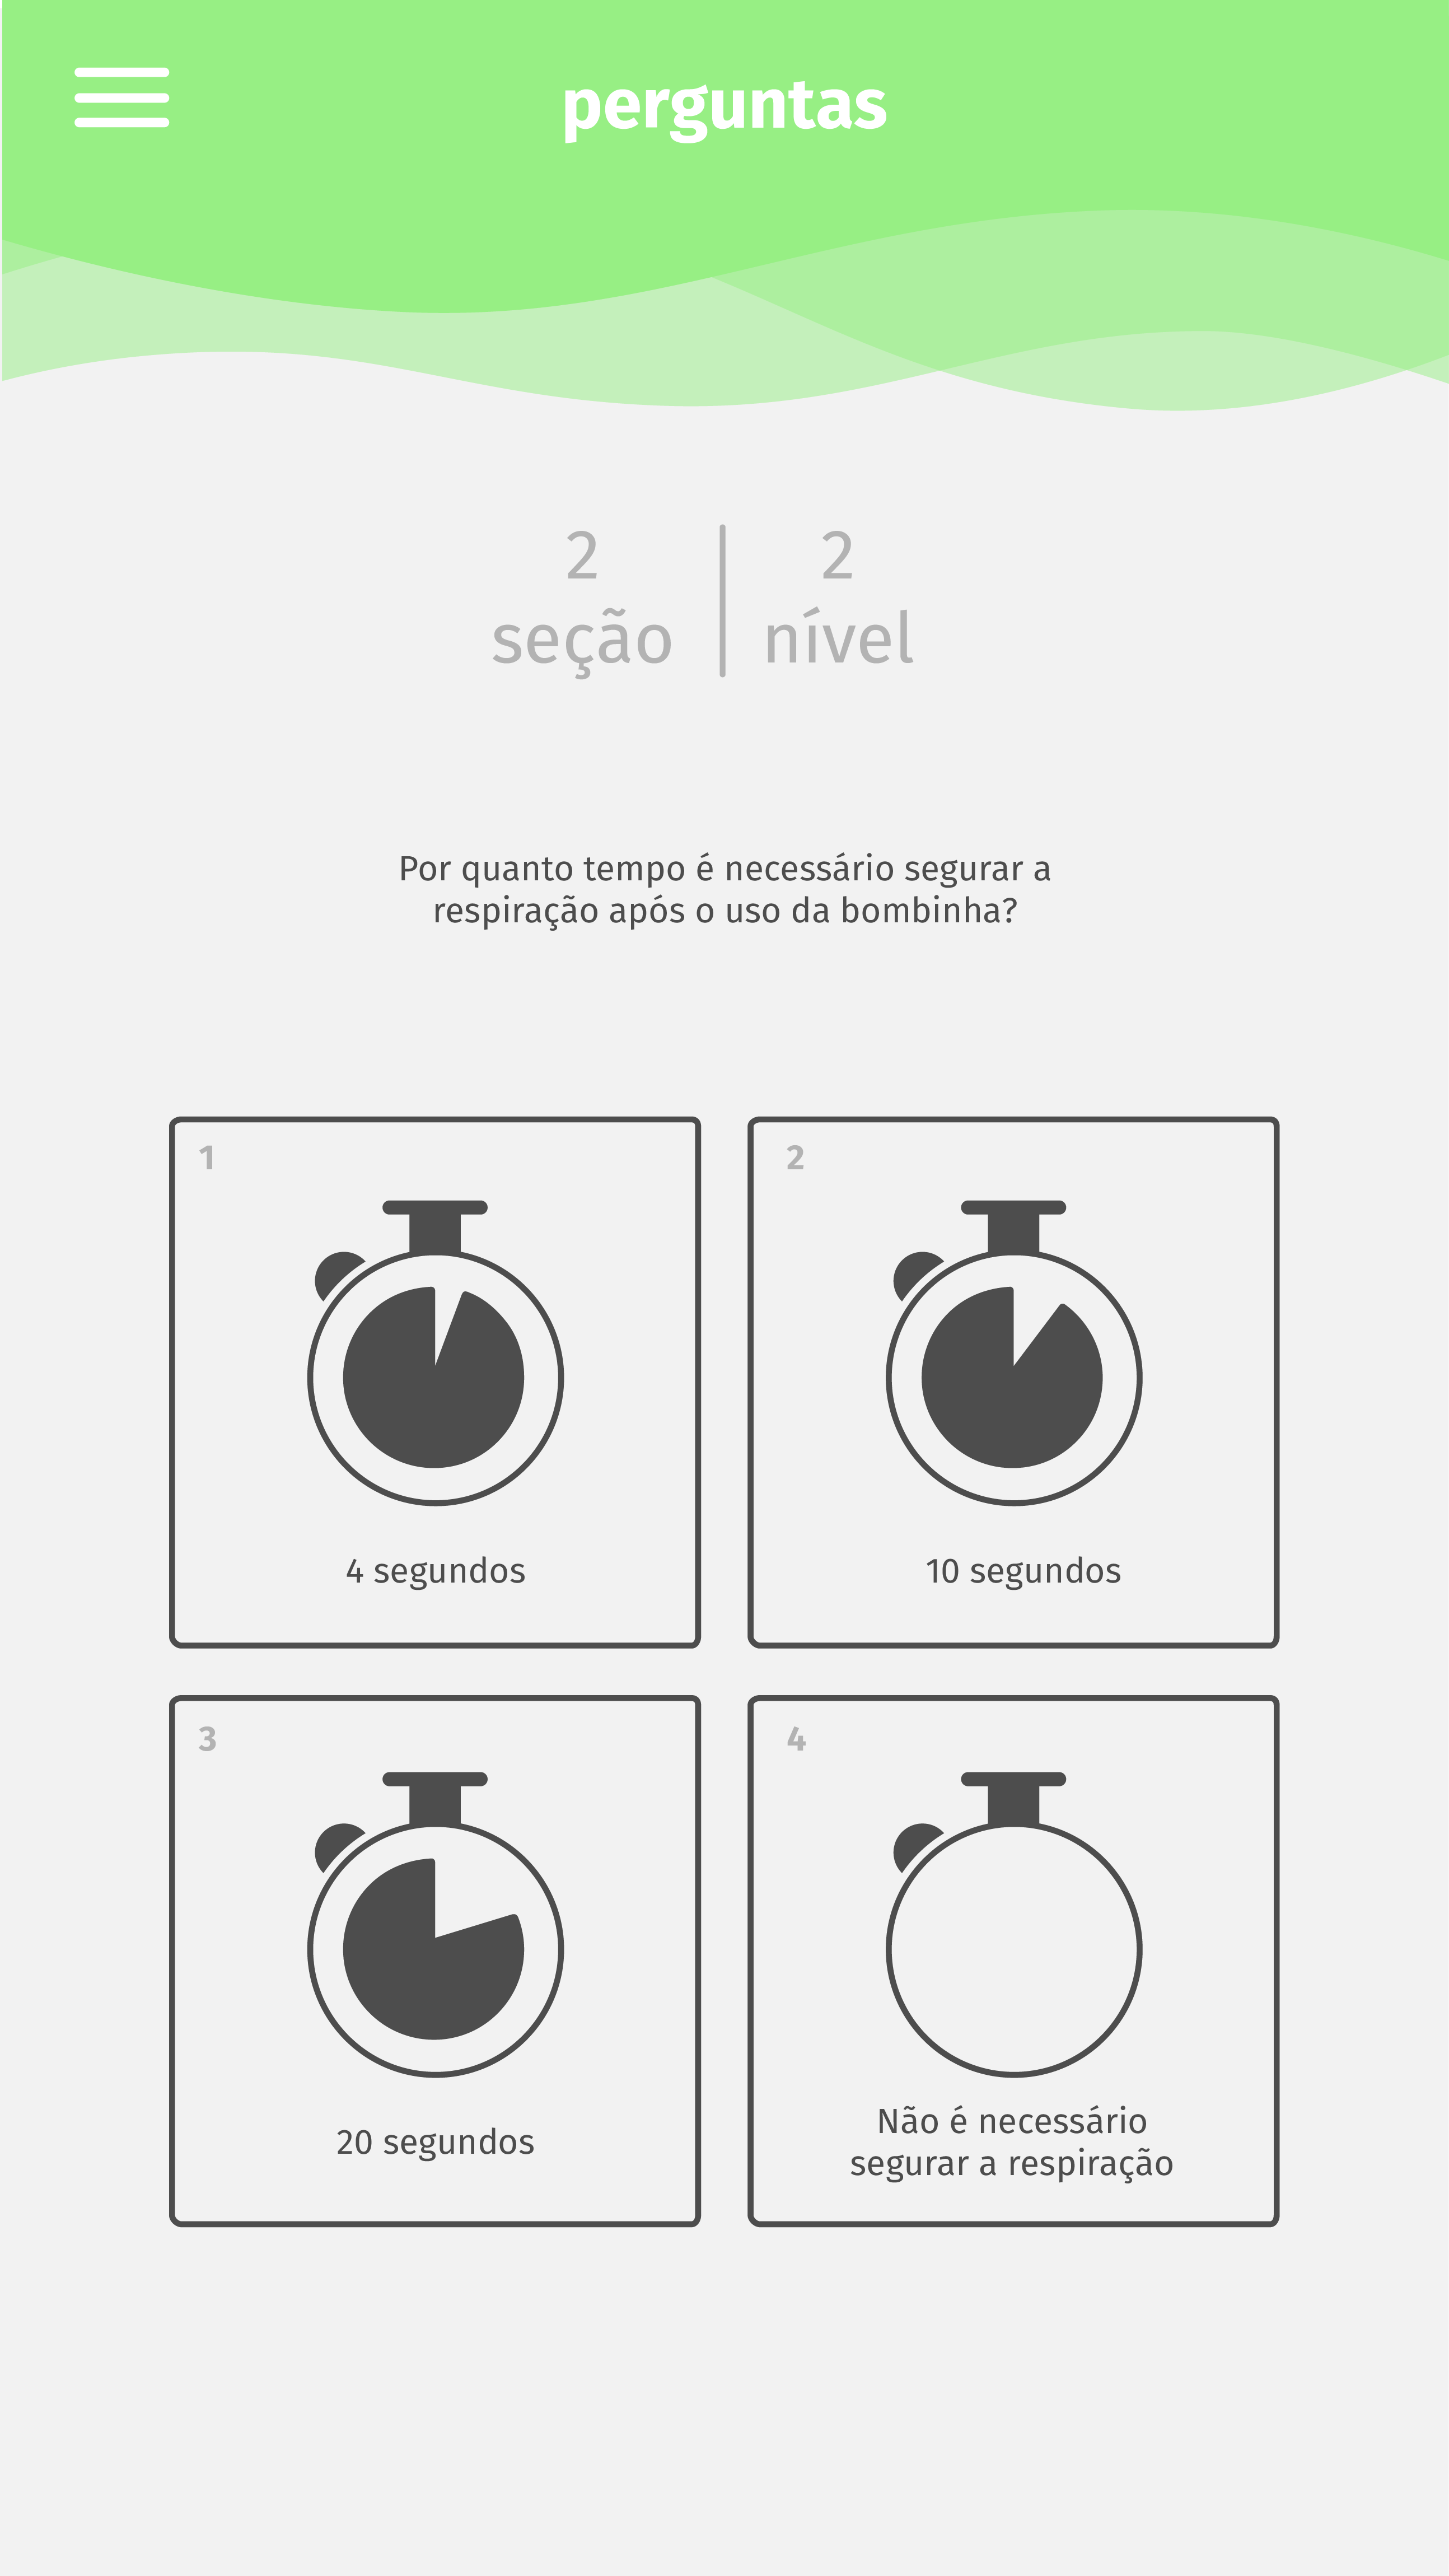 perguntas
2
seção
2
nível
Por quanto tempo é necessário segurar a
respiração após o uso da bombinha?
1
4 segundos
2
10 segundos
3
20 segundos
4
Não é necessário
segurar a respiração